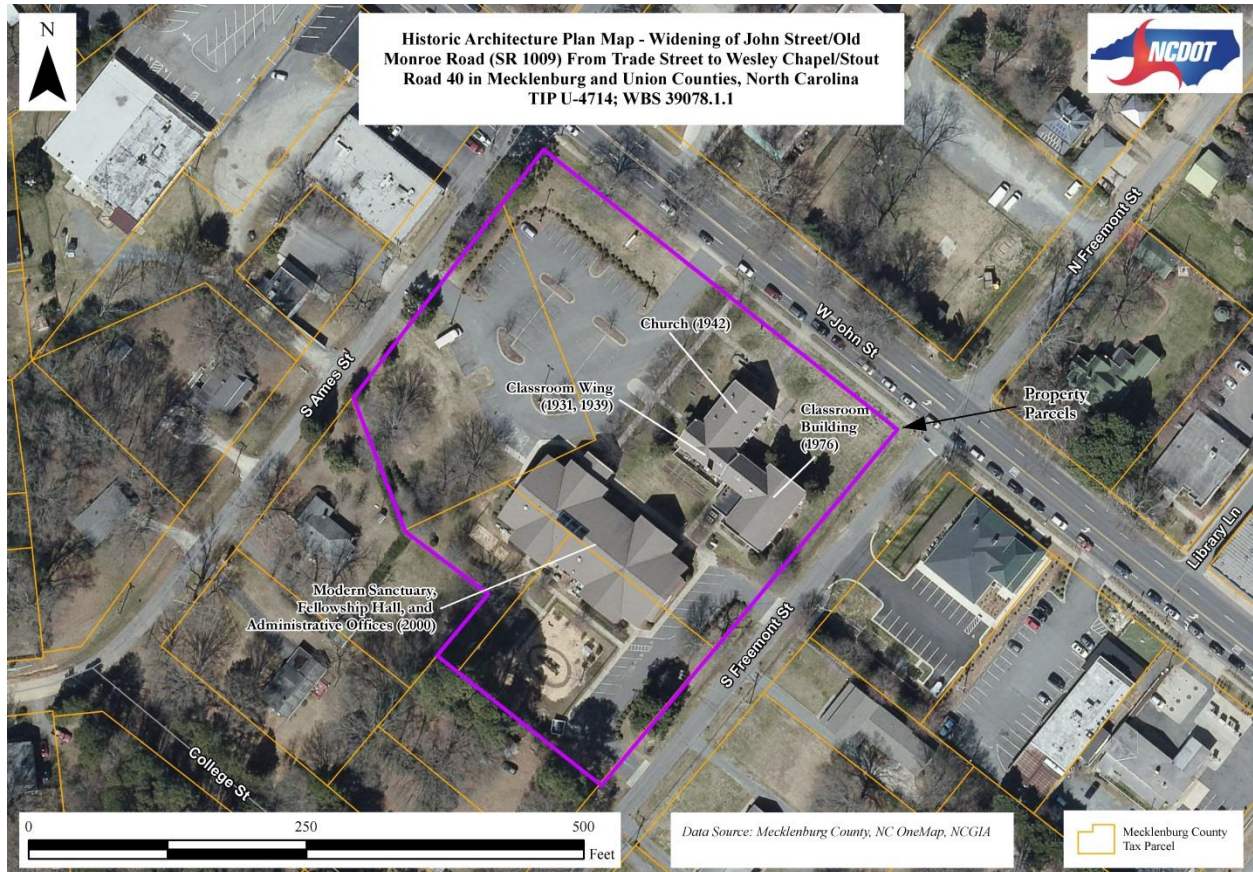 N
Historic Architecture Plan Map - Widening of John Street/Old
Monroe Road (SR 1009) From Trade Street to Wesley Chapel/Stout
Road 40 in Mecklenburg and Union Counties, North Carolina
TIP U-4714; WBS 39078.1.1
NCDOT
N Freemont St
Church (1942)
W John St
Classroom Wing
(1931, 1939)
Classroom
Building
(1976)
Property
Parcels
S Ames St
Library Ln
Modern Sanctuary,
Fellowship Hall, and
Administrative Offices (2000)
S Freemont St
College St
0 250 500
Feet
Data Source: Mecklenburg County, NC OneMap, NCGIA
Mecklenburg County
Tax Parcel